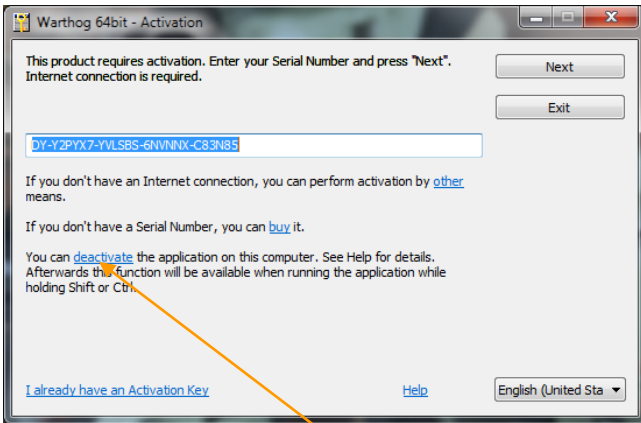 Warthog 64bit - Activation
This product requires activation. Enter your Serial Number and press "Next".
Internet connection is required.
Next
Exit
DY-Y2PYX7-YVLSBS-6NVNNX-C83N85
If you don't have an Internet connection, you can perform activation by other
means.
If you don't have a Serial Number, you can buy it.
You can deactivate the application on this computer. See Help for details.
Afterwards this function will be available when running the application while
holding Shift or Ctrl.
I already have an Activation Key
Help
English (United Sta